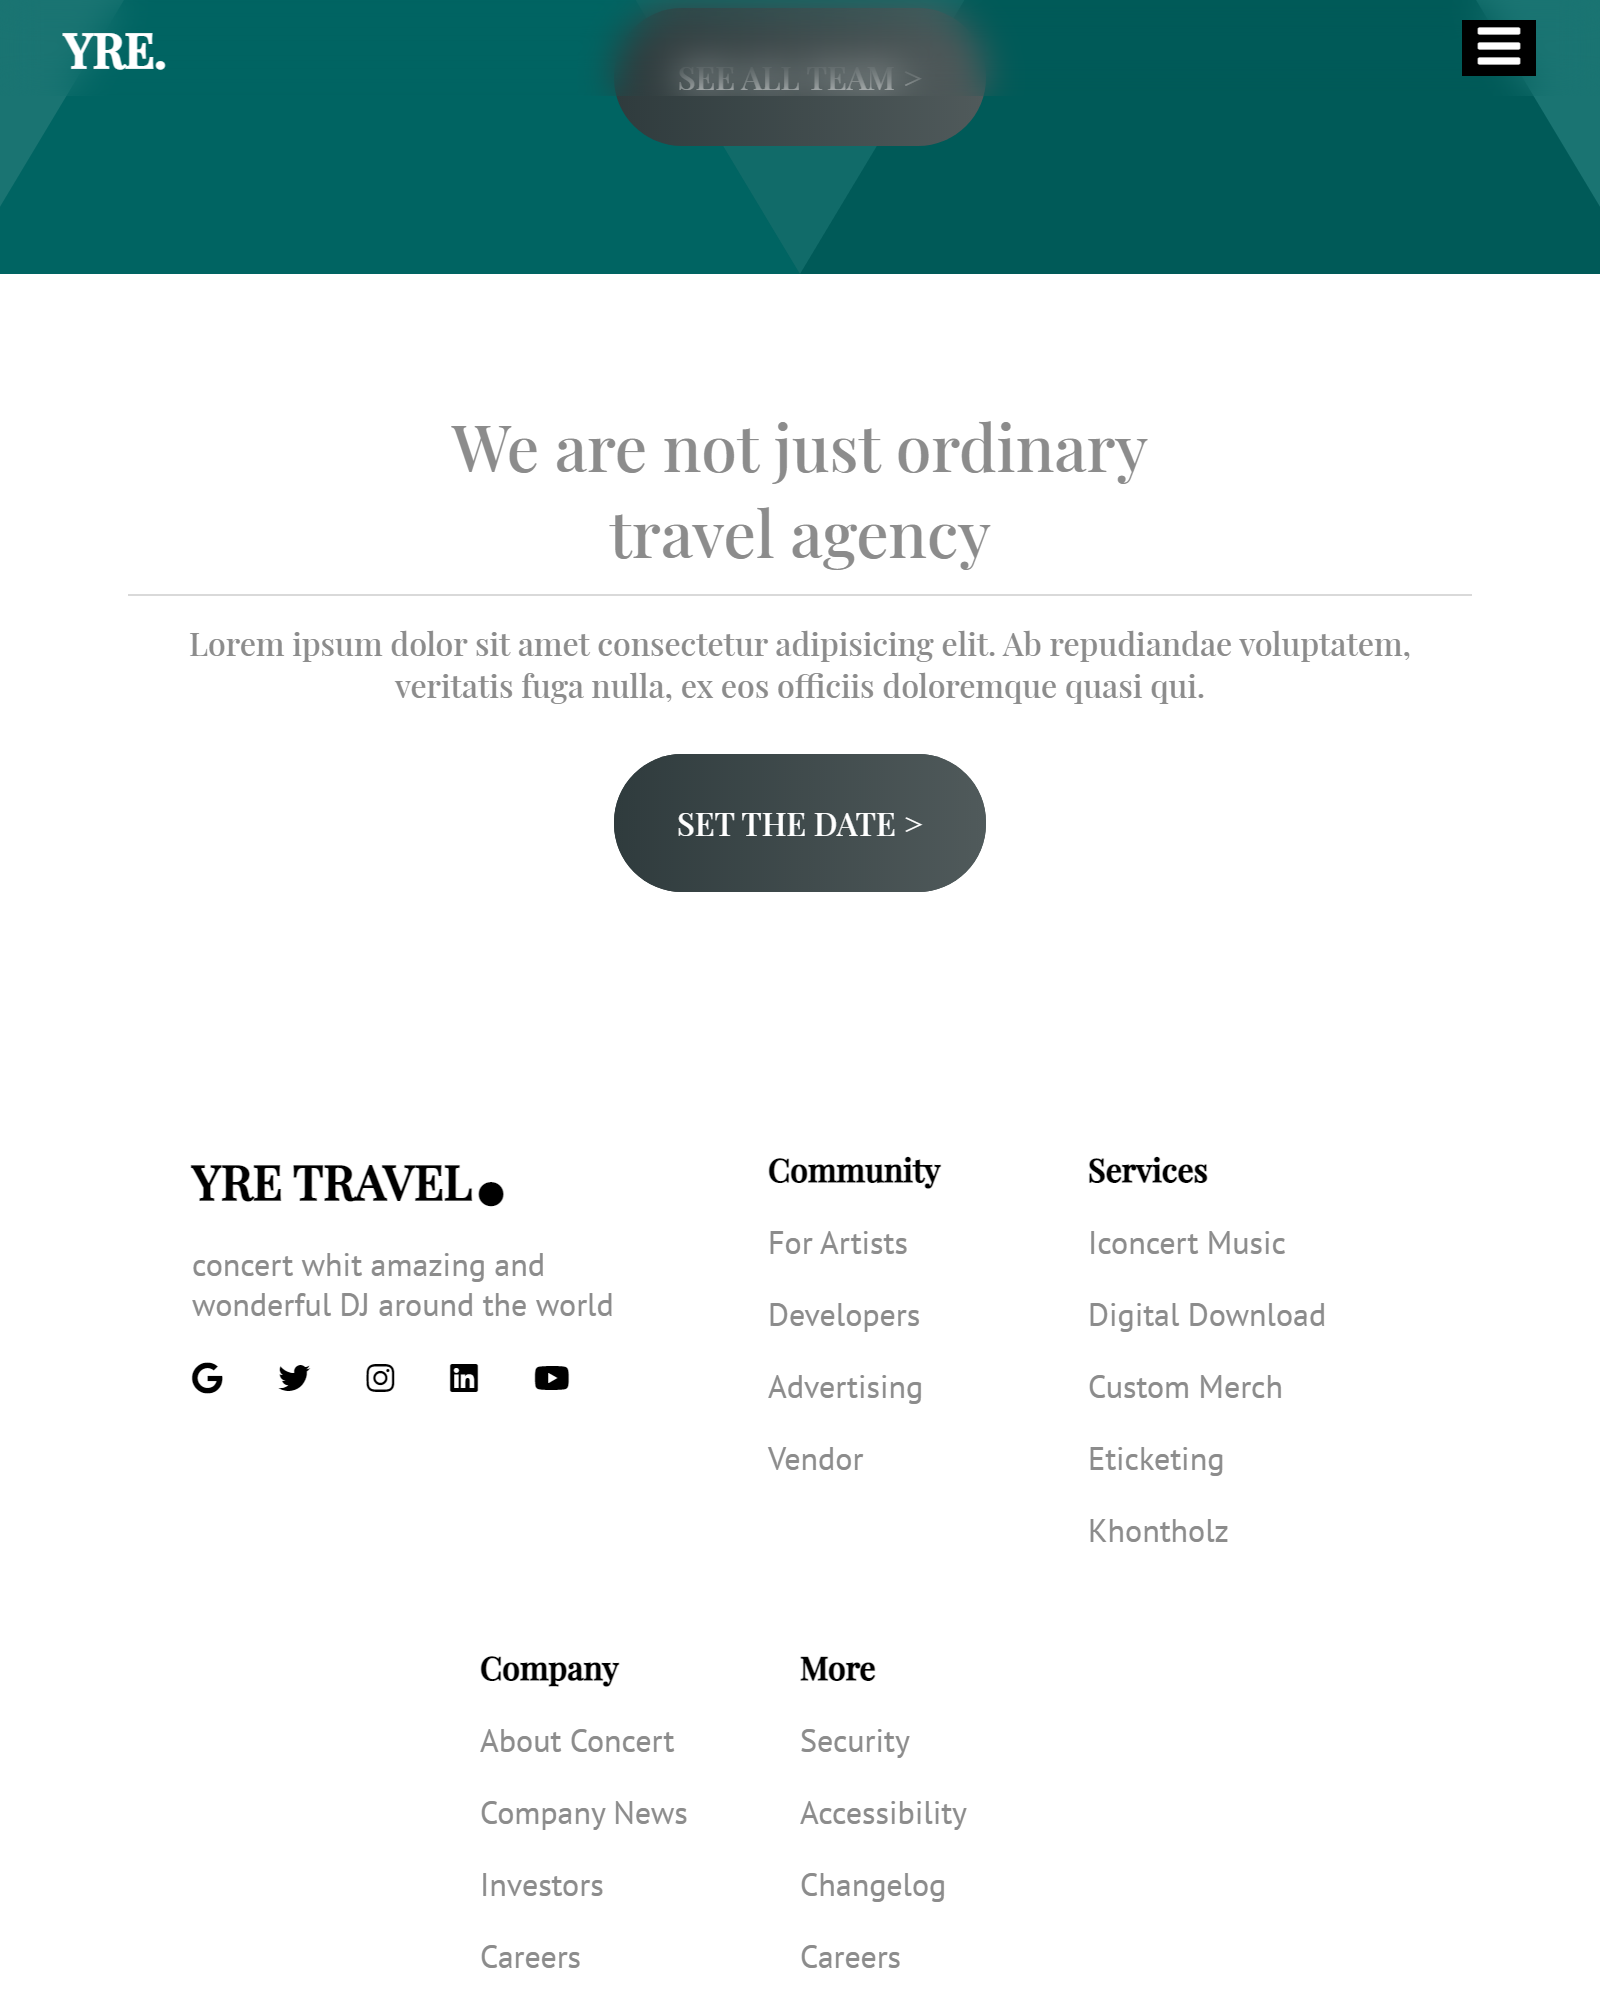 YRE.
SEE ALL TEAM >
We are not just ordinary
travel agency
Lorem ipsum dolor sit amet consectetur adipisicing elit. Ab repudiandae voluptatem,
veritatis fuga nulla, ex eos officiis doloremque quasi qui.
SET THE DATE >
YRE TRAVEL.
concert whit amazing and
wonderful DJ around the world
Community
For Artists
Developers
Advertising
Vendor
Services
Iconcert Music
Digital Download
Custom Merch
Eticketing
Khontholz
Company
About Concert
Company News
Investors
Careers
More
Security
Accessibility
Changelog
Careers